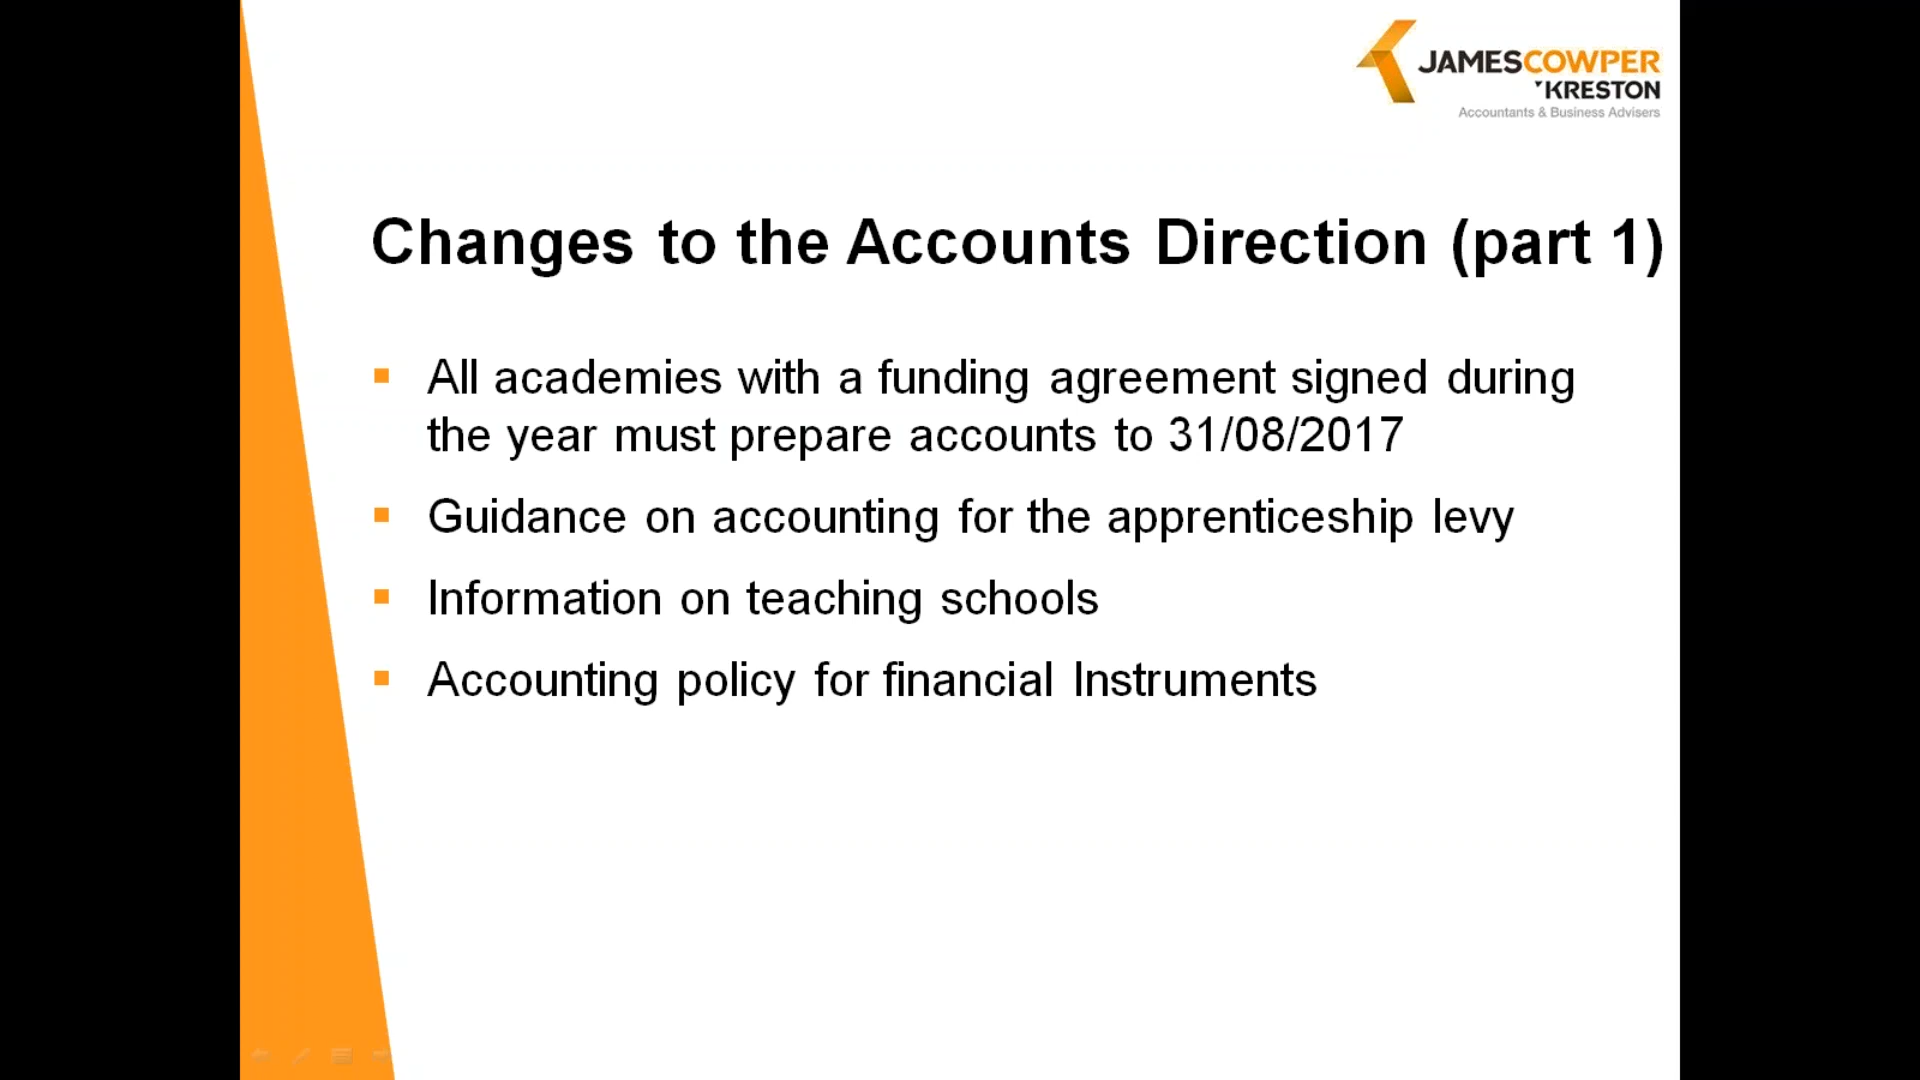 JAMESCOWPER
KRESTON
Accountants & Business Advisers
Changes to the Accounts Direction (part 1)
All academies with a funding agreement signed during
the year must prepare accounts to 31/08/2017
Guidance on accounting for the apprenticeship levy
Information on teaching schools
Accounting policy for financial Instruments